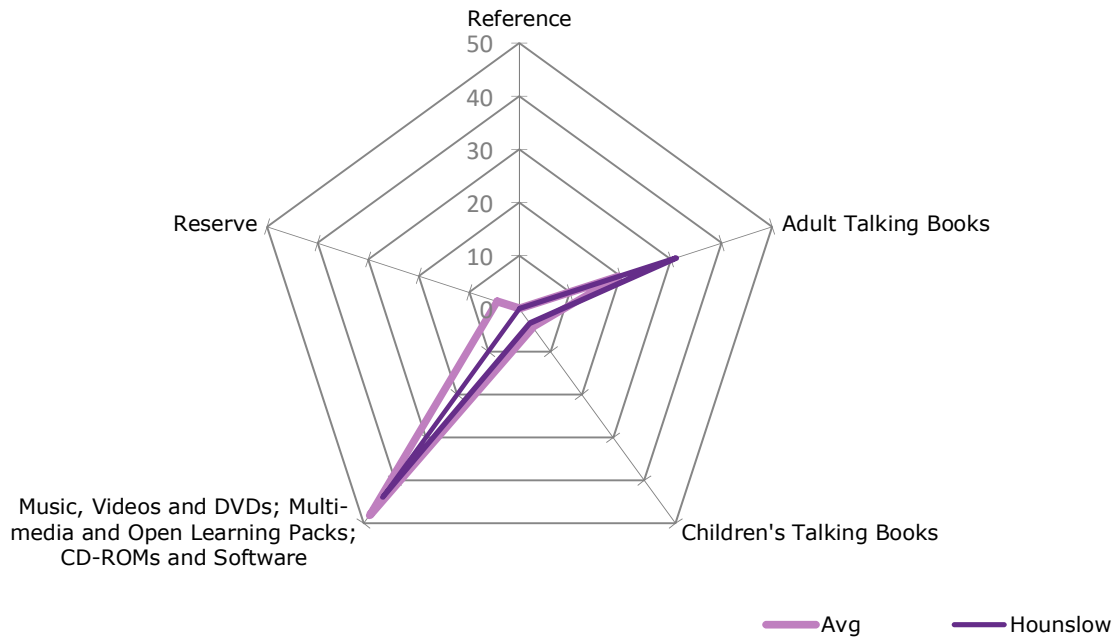 Reference
50
40
30
20
10
0
Reserve
Adult Talking Books
Music, Videos and DVDs; Multi-
media and Open Learning Packs;
CD-ROMs and Software
Children's Talking Books
Avg
Hounslow